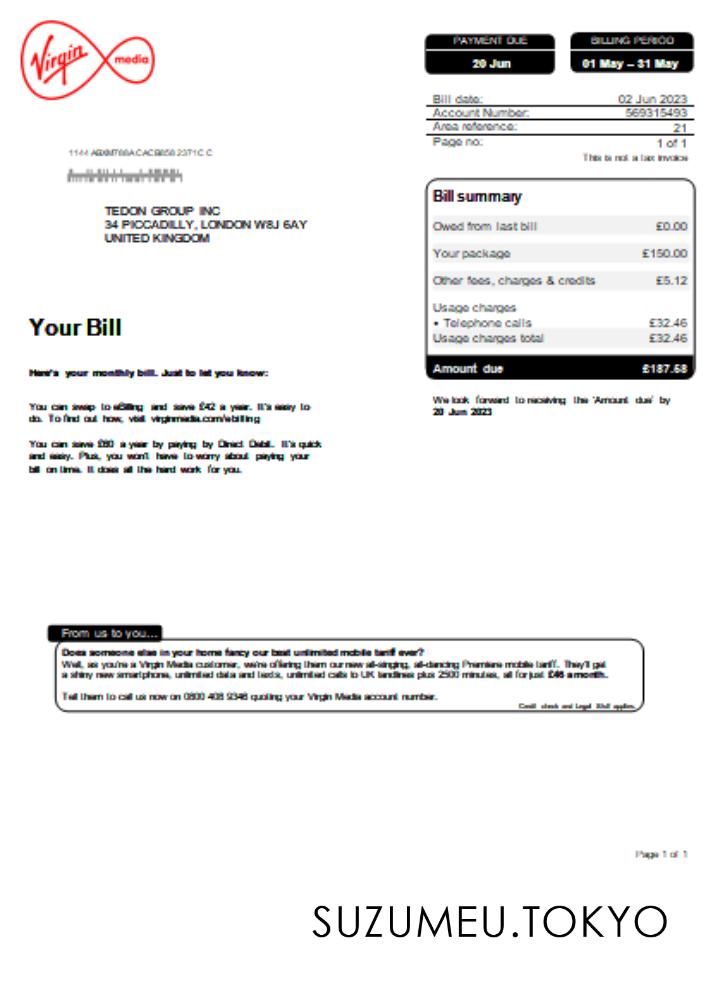 Virgin media
PAYMENT DUE
20 Jun
BILLING PERIOD
01 May – 31 May
Bill date: 02 Jun 2023
Account Number: 569315493
Area reference: 21
Page no: 1 of 1
This is not a tax invoice
TEDON GROUP INC
34 PICCADILLY, LONDON W8J 6AY
UNITED KINGDOM
Bill summary
Owed from last bill £0.00
Your package £150.00
Other fees, charges & credits £5.12
Usage charges
• Telephone calls £32.46
Usage charges total £32.46
Amount due £187.58
We look forward to receiving the 'Amount due' by
20 Jun 2023
Your Bill
Here's your monthly bill. Just to let you know:
You can swap to eBilling and save £42 a year. It's easy to
do. To find out how, visit virginmedia.com/ebilling
You can save £60 a year by paying by Direct Debit. It's quick
and easy. Plus, you won't have to worry about paying your
bill on time. It does all the hard work for you.
From us to you...
Does someone else in your home fancy our best unlimited mobile tariff ever?
Well, as you're a Virgin Media customer, we're offering them our new all-singing, all-dancing Premiere mobile tariff. They'll get
a shiny new smartphone, unlimited data and texts, unlimited calls to UK landlines plus 2500 minutes, all for just £46 a month.
Tell them to call us now on 0800 408 9346 quoting your Virgin Media account number.
Credit check and Legal Stuff applies.
Page 1 of 1
SUZUMEU.TOKYO